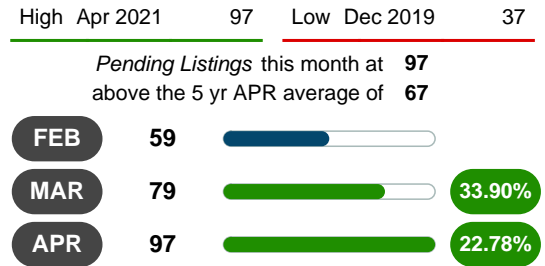 High Apr 2021 97 Low Dec 2019 37
Pending Listings this month at 97
above the 5 yr APR average of 67
FEB 59
MAR 79 33.90%
APR 97 22.78%